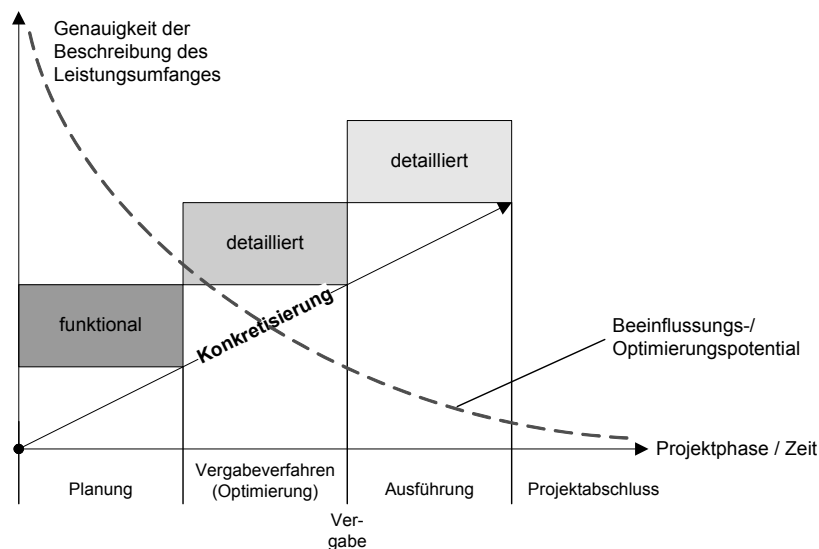 Genauigkeit der
Beschreibung des
Leistungsumfanges
detailliert
detailliert
funktional
Konkretisierung
Beeinflussungs-/
Optimierungspotential
Projektphase / Zeit
Planung
Vergabeverfahren
(Optimierung)
Ausführung
Projektabschluss
Ver-
gabe